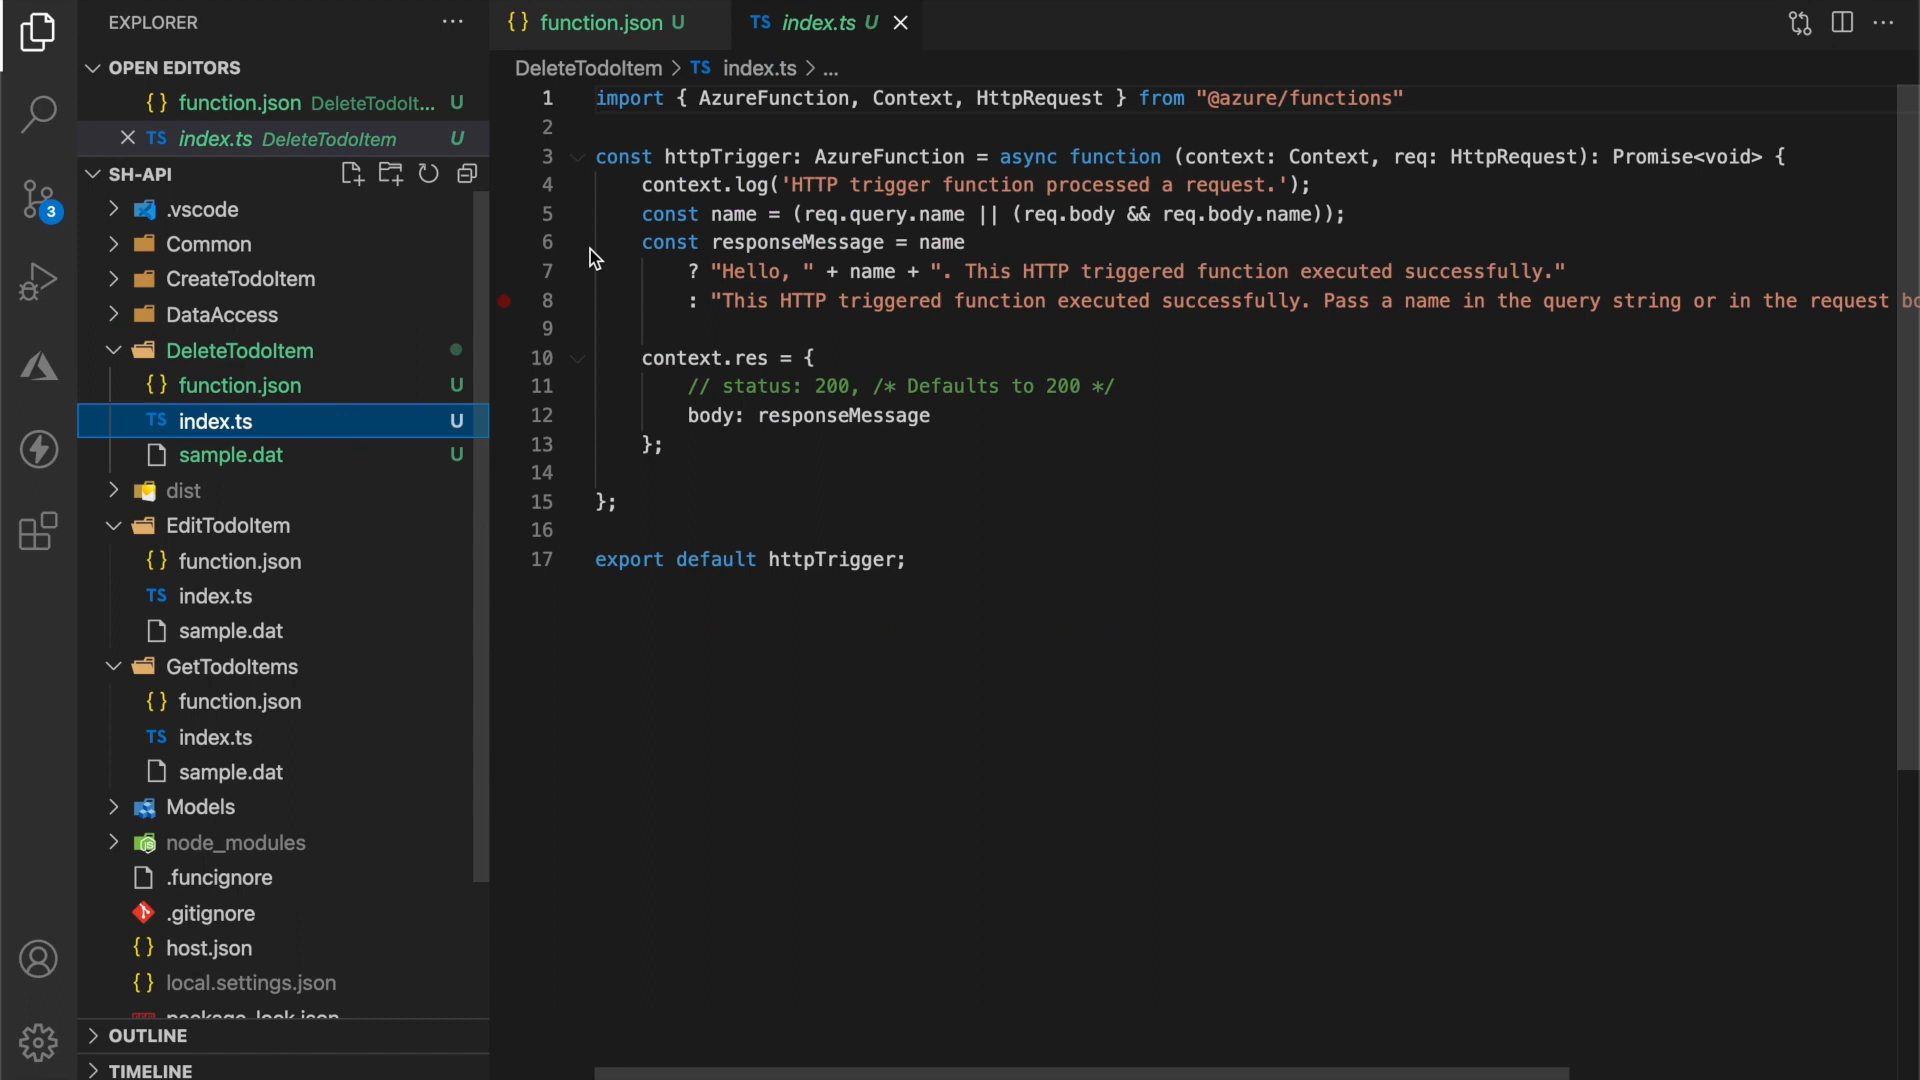 EXPLORER
OPEN EDITORS
{} function.json DeleteTodoIt... U
TS index.ts DeleteTodoItem U
SH-API
.vscode
Common
CreateTodoItem
DataAccess
DeleteTodoItem
{} function.json U
TS index.ts U
sample.dat U
dist
EditTodoItem
{} function.json
TS index.ts
sample.dat
GetTodoItems
{} function.json
TS index.ts
sample.dat
Models
node_modules
.funcignore
.gitignore
{} host.json
{} local.settings.json
OUTLINE
TIMELINE
3
{} function.json U
TS index.ts U
DeleteTodoItem > TS index.ts > ...
1 import { AzureFunction, Context, HttpRequest } from "@azure/functions"
2
3 const httpTrigger: AzureFunction = async function (context: Context, req: HttpRequest): Promise<void> {
4 context.log('HTTP trigger function processed a request.');
5 const name = (req.query.name || (req.body && req.body.name));
6 const responseMessage = name
7 ? "Hello, " + name + ". This HTTP triggered function executed successfully."
8 : "This HTTP triggered function executed successfully. Pass a name in the query string or in the request bo
9
10 context.res = {
11 // status: 200, /* Defaults to 200 */
12 body: responseMessage
13 };
14
15 };
16
17 export default httpTrigger;